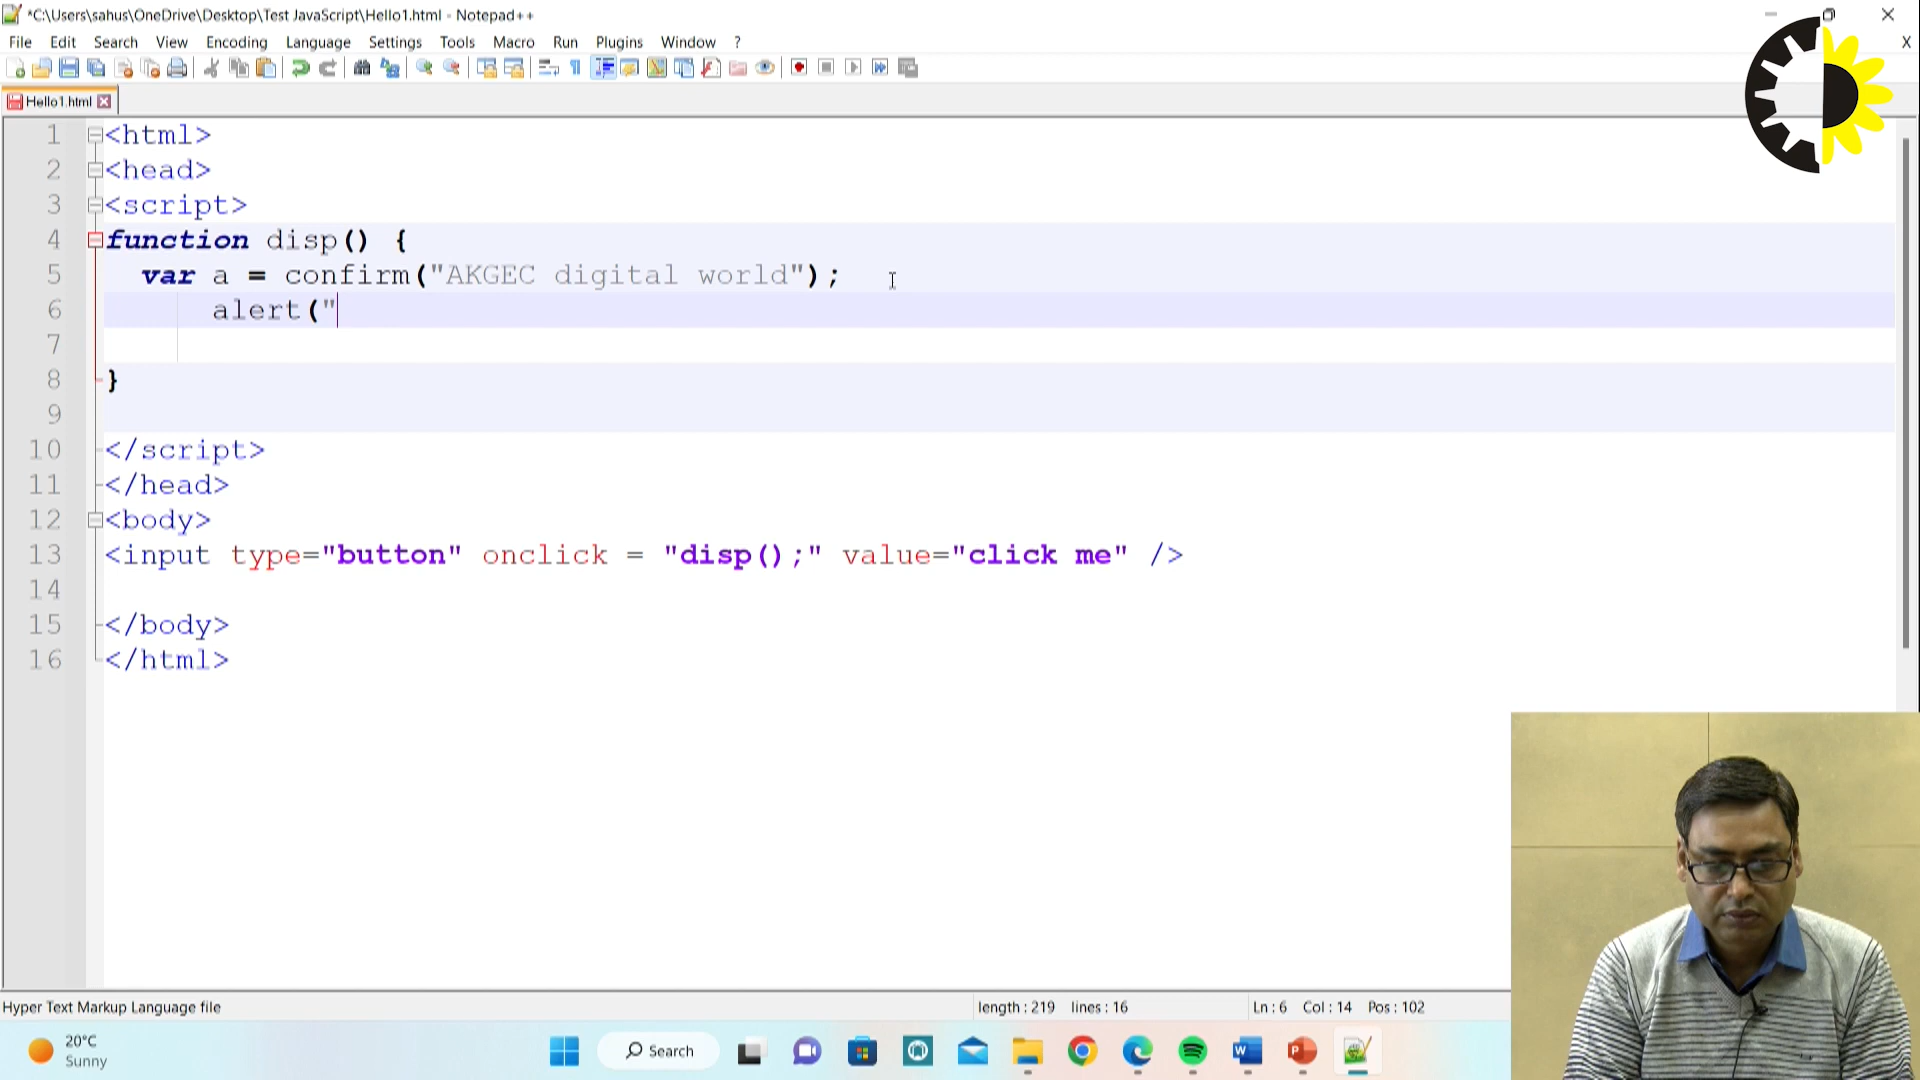 *C:\Users\sahus\OneDrive\Desktop\Test JavaScript\Hello1.html - Notepad++
File Edit Search View Encoding Language Settings Tools Macro Run Plugins Window ? X
Hello1.html
1 <html>
2 <head>
3 <script>
4 function disp() {
5 var a = confirm("AKGEC digital world");
6 alert("
7
8 }
9
10 </script>
11 </head>
12 <body>
13 <input type="button" onclick = "disp();" value="click me" />
14
15 </body>
16 </html>
Hyper Text Markup Language file length : 219 lines : 16 Ln : 6 Col : 14 Pos : 102
20°C
Sunny
Search